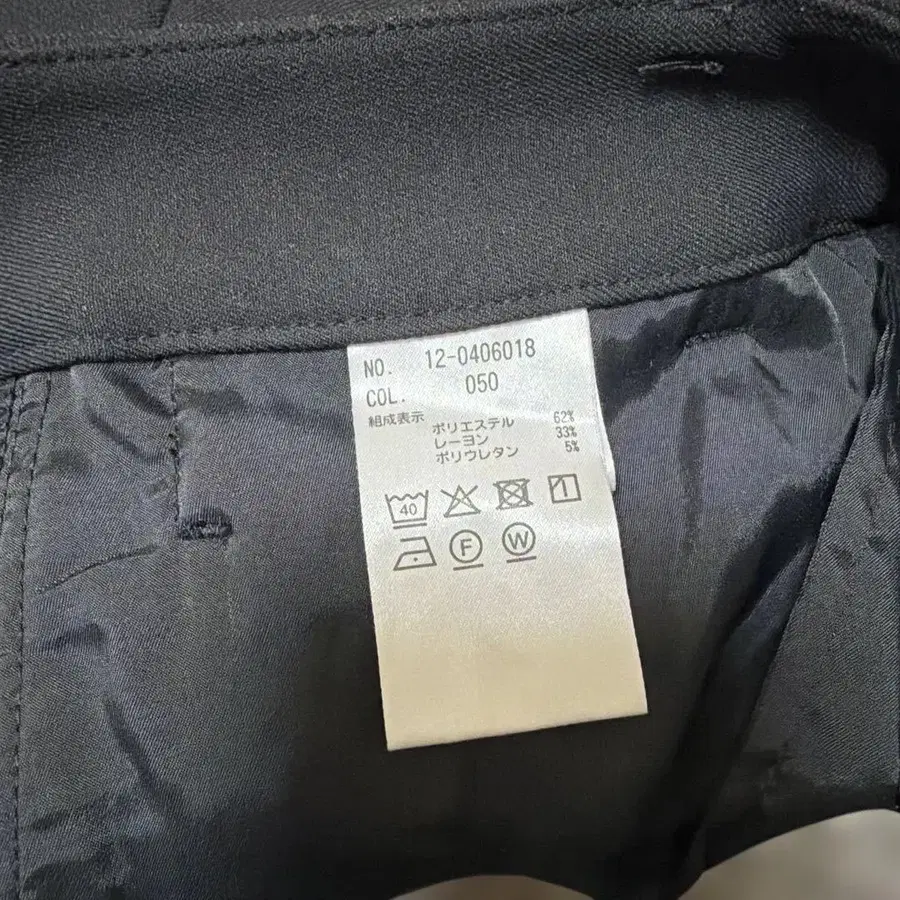 NO. 12-0406018
COL. 050
組成表示
ポリエステル 62%
レーヨン 33%
ポリウレタン 5%
40
F W